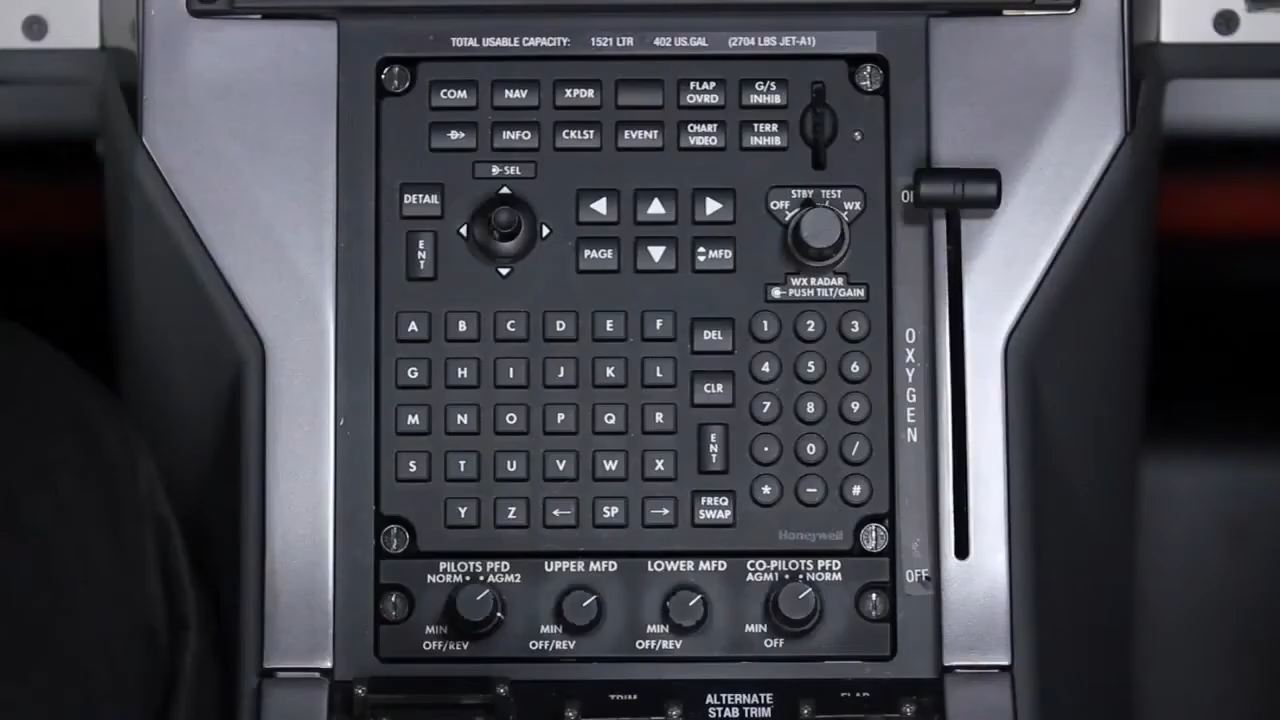 TOTAL USABLE CAPACITY: 1521 LTR 402 US.GAL (2704 LBS JET-A1)
COM NAV XPDR FLAP OVRD G/S INHIB
INFO CKLST EVENT CHART VIDEO TERR INHIB
SEL
DETAIL
ENT
PAGE MFD
OFF STBY TEST WX
WX RADAR
PUSH TILT/GAIN
A B C D E F DEL 1 2 3
G H I J K L CLR 4 5 6
M N O P Q R ENT 7 8 9
S T U V W X · 0 /
Y Z ← SP → FREQ SWAP * – #
Honeywell
OXYGEN
OFF
PILOTS PFD UPPER MFD LOWER MFD CO-PILOTS PFD
NORM • • AGM2 AGM1 • • NORM
MIN MIN MIN MIN
OFF/REV OFF/REV OFF/REV OFF
TRIM ALTERNATE FLAP
STAB TRIM